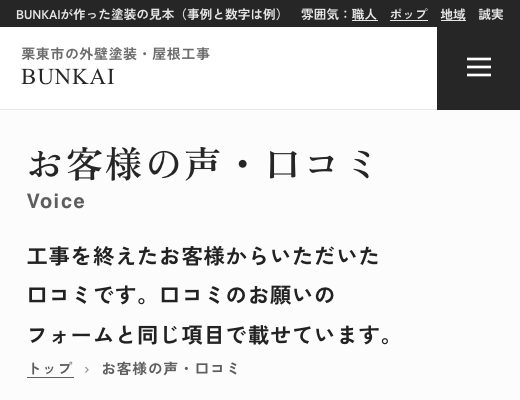 BUNKAIが作った塗装の見本（事例と数字は例） 雰囲気：職人 ポップ 地域 誠実
栗東市の外壁塗装・屋根工事
BUNKAI
お客様の声・口コミ
Voice
工事を終えたお客様からいただいた
口コミです。口コミのお願いの
フォームと同じ項目で載せています。
トップ › お客様の声・口コミ